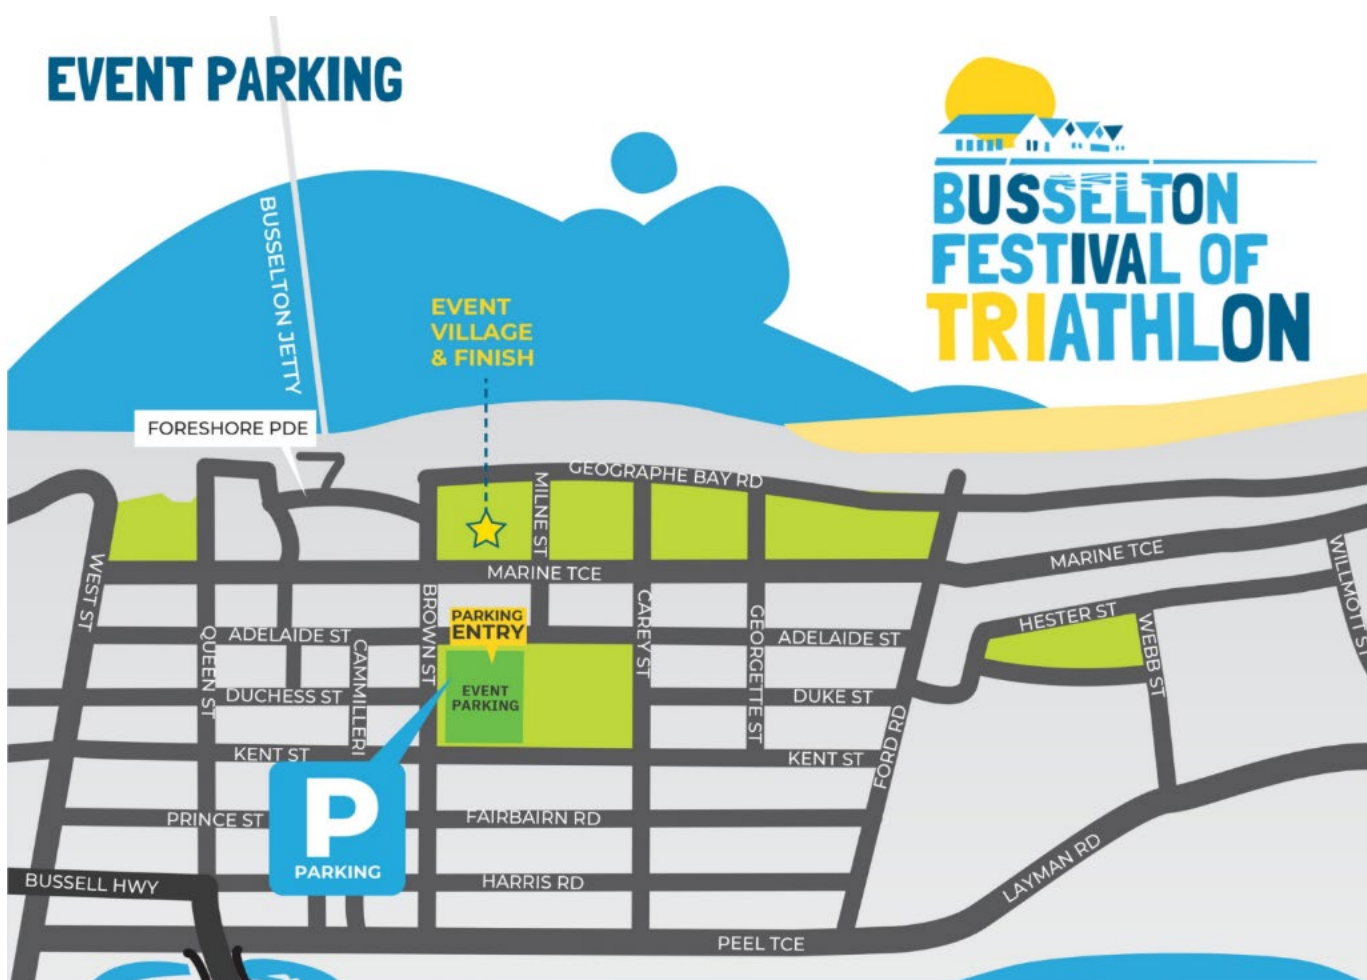 EVENT PARKING
BUSSELTON
FESTIVAL OF
TRIATHLON
BUSSELTON JETTY
EVENT
VILLAGE
& FINISH
FORESHORE PDE
GEOGRAPHE BAY RD
MILNE ST
WEST ST
MARINE TCE
MARINE TCE
WILLMOTT ST
HESTER ST
WEBB ST
QUEEN ST
ADELAIDE ST
CAMMILLERI
BROWN ST
PARKING
ENTRY
CAREY ST
GEORGETTE ST
ADELAIDE ST
DUCHESS ST
EVENT
PARKING
DUKE ST
FORD RD
KENT ST
KENT ST
PRINCE ST
P
PARKING
FAIRBAIRN RD
BUSSELL HWY
HARRIS RD
LAYMAN RD
PEEL TCE